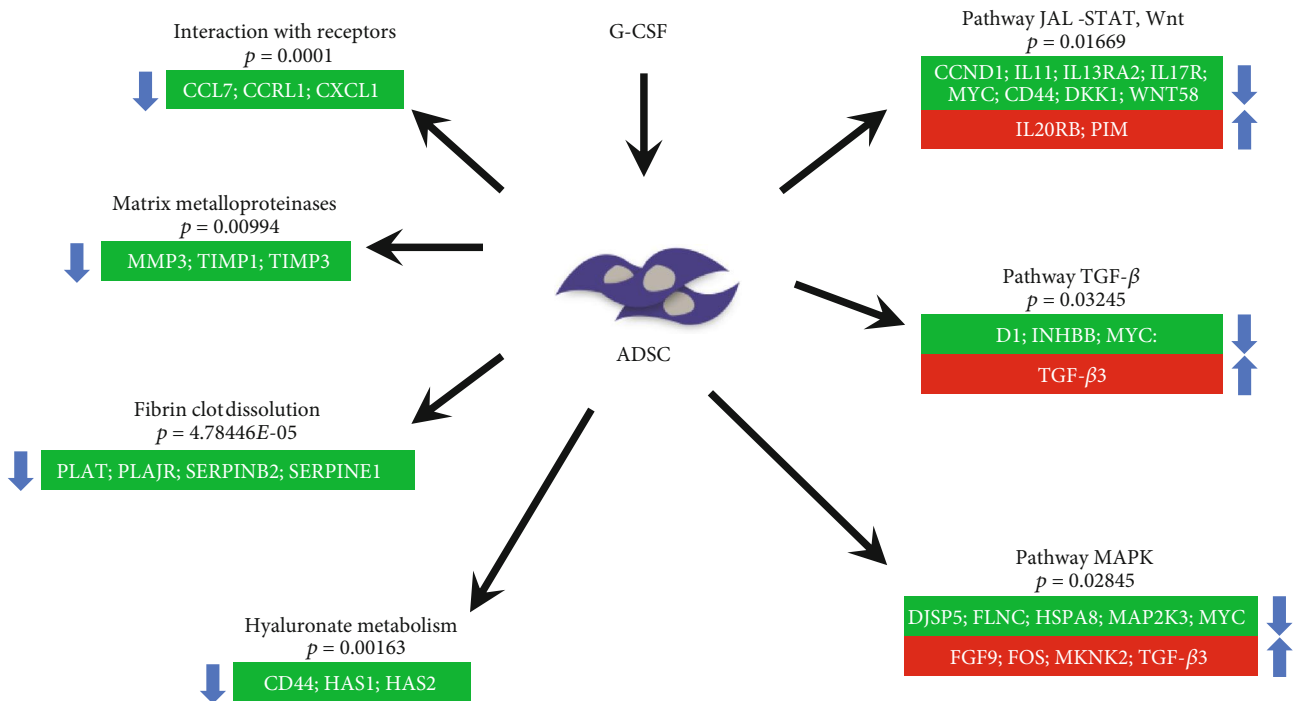 Interaction with receptors
p = 0.0001
CCL7; CCRL1; CXCL1
Matrix metalloproteinases
p = 0.00994
MMP3; TIMP1; TIMP3
Fibrin clot dissolution
p = 4.78446E-05
PLAT; PLAJR; SERPINB2; SERPINE1
Hyaluronate metabolism
p = 0.00163
CD44; HAS1; HAS2
G-CSF
ADSC
Pathway JAL -STAT, Wnt
p = 0.01669
CCND1; IL11; IL13RA2; IL17R;
MYC; CD44; DKK1; WNT58
IL20RB; PIM
Pathway TGF-β
p = 0.03245
D1; INHBB; MYC:
TGF-β3
Pathway MAPK
p = 0.02845
DJSP5; FLNC; HSPA8; MAP2K3; MYC
FGF9; FOS; MKNK2; TGF-β3